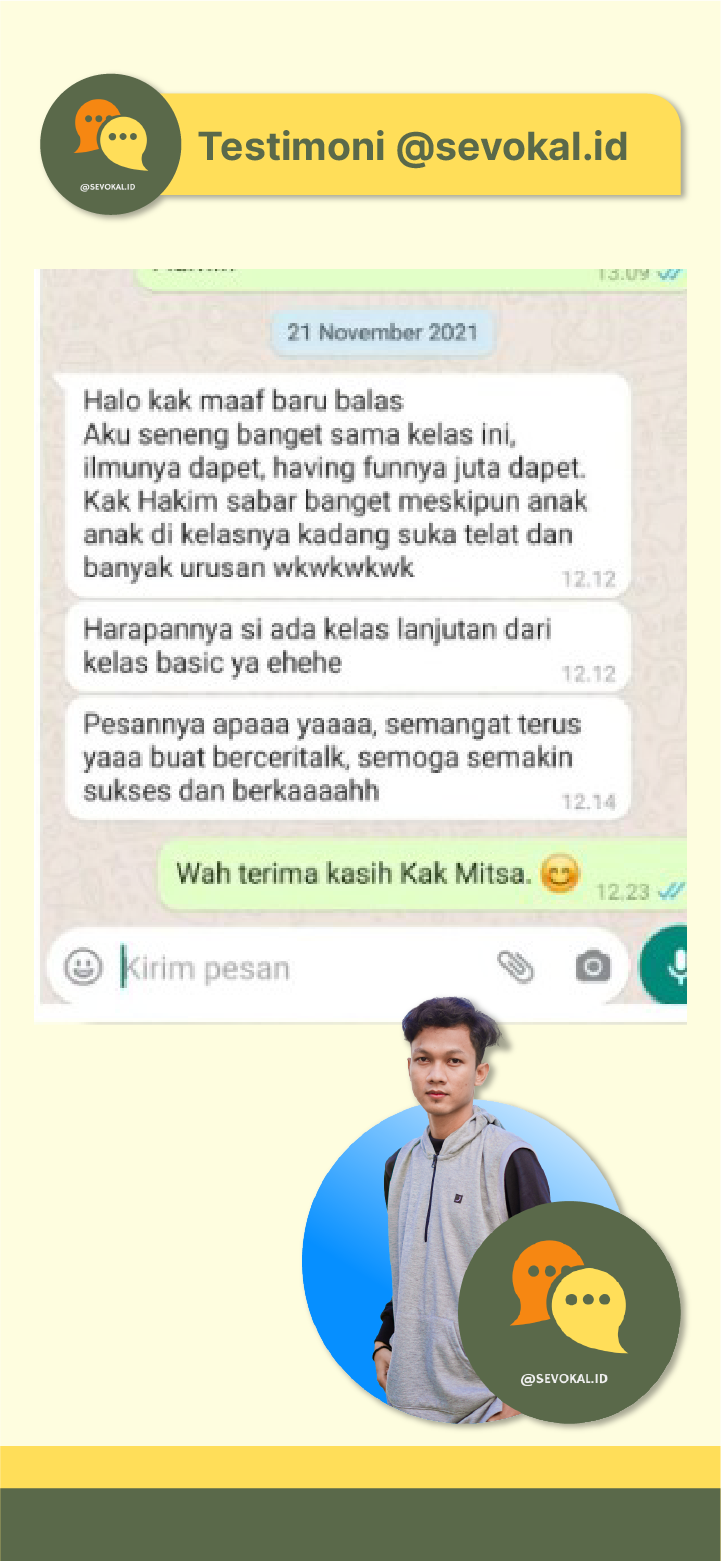 Testimoni @sevokal.id
@SEVOKAL.ID
13.09
21 November 2021
Halo kak maaf baru balas
Aku seneng banget sama kelas ini,
ilmunya dapet, having funnya juta dapet.
Kak Hakim sabar banget meskipun anak
anak di kelasnya kadang suka telat dan
banyak urusan wkwkwkwk
12.12
Harapannya si ada kelas lanjutan dari
kelas basic ya ehehe
12.12
Pesannya apaaa yaaaa, semangat terus
yaaa buat berceritalk, semoga semakin
sukses dan berkaaaahh
12.14
Wah terima kasih Kak Mitsa. 😊
12.23
Kirim pesan
@SEVOKAL.ID